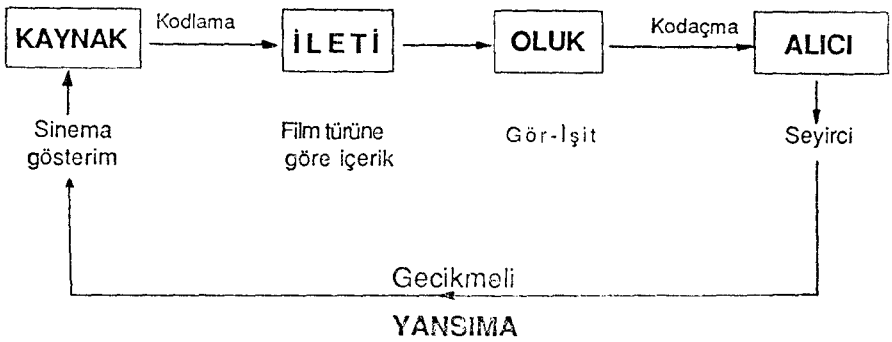 KAYNAK Kodlama İLETİ OLUK Kodaçma ALICI
Sinema
gösterim
Film türüne
göre içerik
Gör-İşit
Seyirci
Gecikmeli
YANSIMA